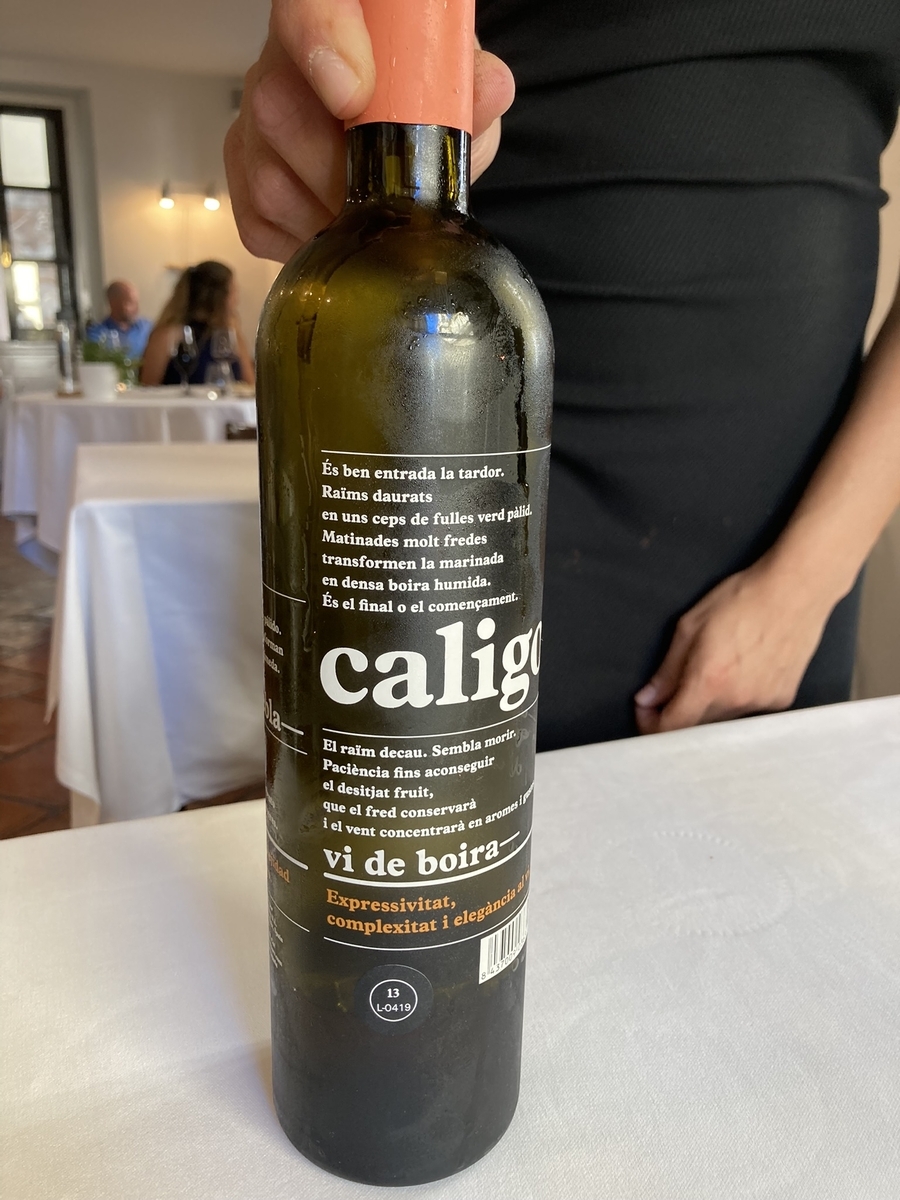 És ben entrada la tardor.
Raïms daurats
en uns ceps de fulles verd pàlid.
Matinades molt fredes
transformen la marinada
en densa boira humida.
És el final o el començament.
caligo
El raïm decau. Sembla morir.
Paciència fins aconseguir
el desitjat fruit,
que el fred conservarà
i el vent concentrarà en aromes i
vi de boira
Expressivitat,
complexitat i elegància al
13
L-0419